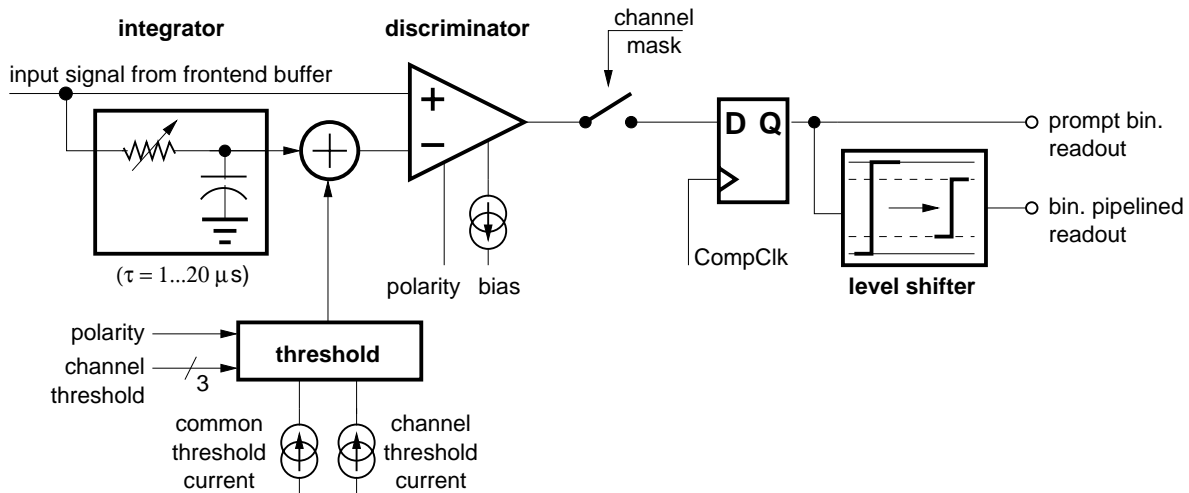 integrator
discriminator
channel
mask
input signal from frontend buffer
+
−
+
D Q
prompt bin.
readout
bin. pipelined
readout
(τ = 1...20 μs)
polarity
bias
CompClk
level shifter
polarity
channel
threshold
3
threshold
common
threshold
current
channel
threshold
current